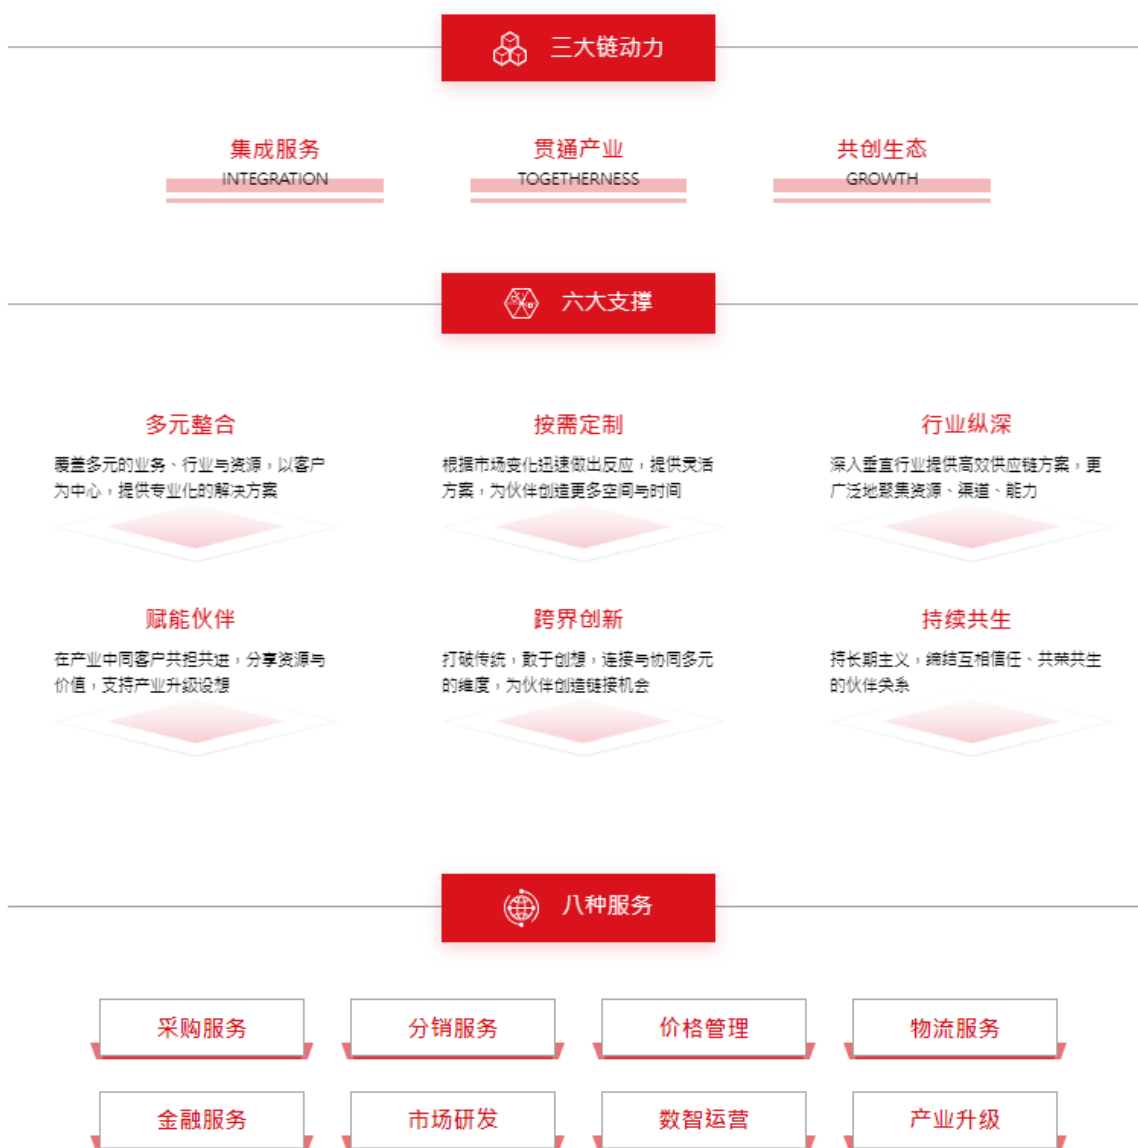 三大链动力
集成服务
INTEGRATION
贯通产业
TOGETHERNESS
共创生态
GROWTH
六大支撑
多元整合
覆盖多元的业务、行业与资源，以客户
为中心，提供专业化的解决方案
按需定制
根据市场变化迅速做出反应，提供灵活
方案，为伙伴创造更多空间与时间
行业纵深
深入垂直行业提供高效供应链方案，更
广泛地聚集资源、渠道、能力
赋能伙伴
在产业中同客户共担共进，分享资源与
价值，支持产业升级设想
跨界创新
打破传统，敢于创想，连接与协同多元
的维度，为伙伴创造链接机会
持续共生
持长期主义，缔结互相信任、共荣共生
的伙伴关系
八种服务
采购服务
分销服务
价格管理
物流服务
金融服务
市场研发
数智运营
产业升级